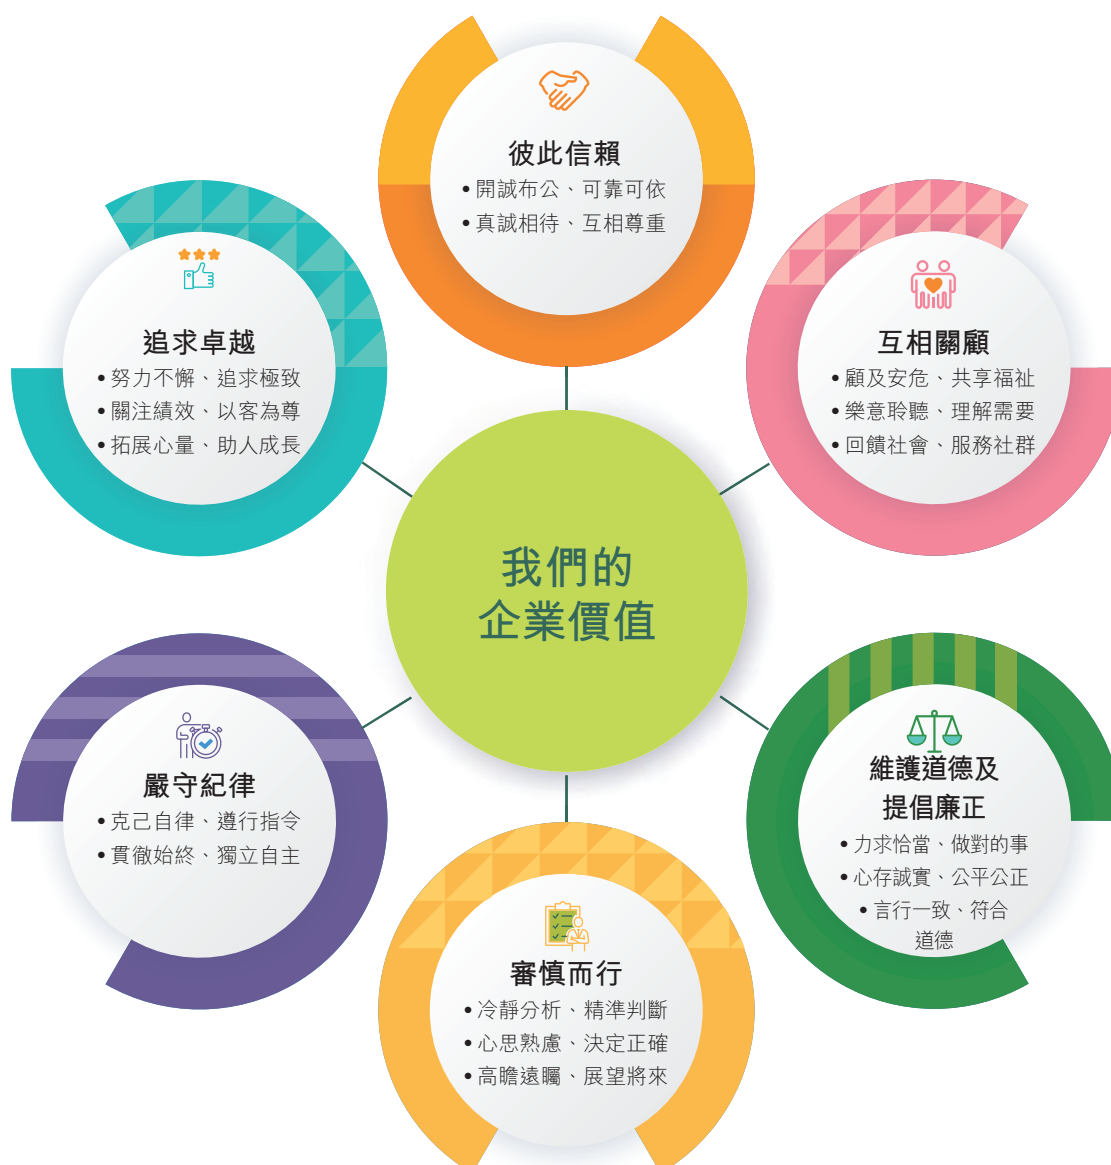 彼此信賴
• 開誠布公、可靠可依
• 真誠相待、互相尊重
追求卓越
• 努力不懈、追求極致
• 關注績效、以客為尊
• 拓展心量、助人成長
互相關顧
• 顧及安危、共享福祉
• 樂意聆聽、理解需要
• 回饋社會、服務社群
我們的
企業價值
嚴守紀律
• 克己自律、遵行指令
• 貫徹始終、獨立自主
維護道德及
提倡廉正
• 力求恰當、做對的事
• 心存誠實、公平公正
• 言行一致、符合
道德
審慎而行
• 冷靜分析、精準判斷
• 心思熟慮、決定正確
• 高瞻遠矚、展望將來